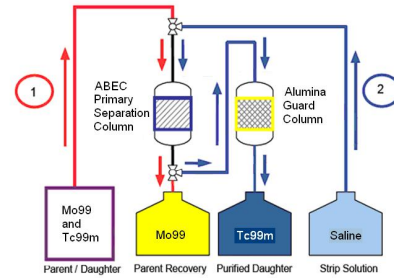 ABEC
Primary
Separation
Column
Alumina
Guard
Column
1
2
Mo99
and
Tc99m
Mo99
Tc99m
Saline
Parent / Daughter
Parent Recovery
Purified Daughter
Strip Solution